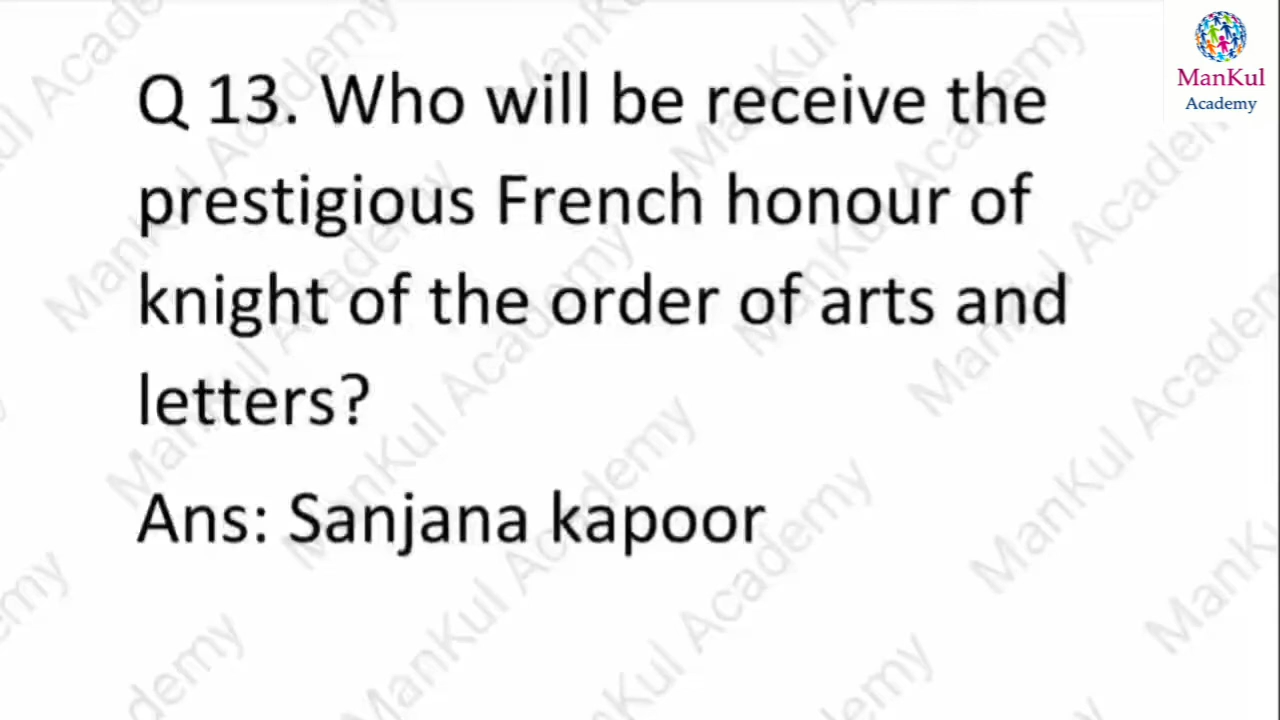 Q 13. Who will be receive the
prestigious French honour of
knight of the order of arts and
letters?
Ans: Sanjana kapoor
ManKul
Academy